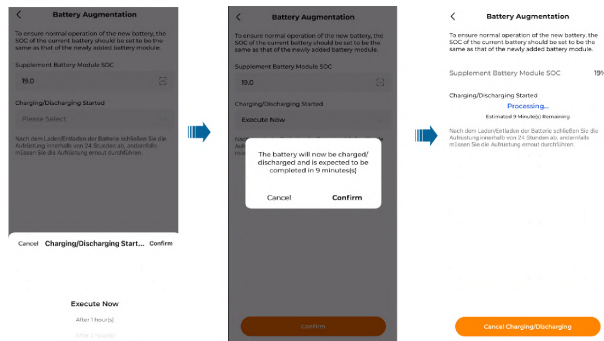 Battery Augmentation
To ensure normal operation of the new battery, the
SOC of the current battery should be set to be the
same as that of the newly added battery module.
Supplement Battery Module SOC
19.0
Charging/Discharging Started
Please Select
Nach dem Laden/Entladen der Batterie schließen Sie die
Aufrüstung innerhalb von 24 Stunden ab, andernfalls
müssen Sie die Aufrüstung erneut durchführen.
Cancel Charging/Discharging Start... Confirm
Execute Now
After 1 hour(s)
After 2 hour(s)
Battery Augmentation
To ensure normal operation of the new battery, the
SOC of the current battery should be set to be the
same as that of the newly added battery module.
Supplement Battery Module SOC
19.0
Charging/Discharging Started
Execute Now
The battery will now be charged/
discharged and is expected to be
completed in 9 minutes(s)
Cancel Confirm
Confirm
Battery Augmentation
To ensure normal operation of the new battery, the
SOC of the current battery should be set to be the
same as that of the newly added battery module.
Supplement Battery Module SOC 19%
Charging/Discharging Started
Processing...
Estimated 9 Minute(s) Remaining
Nach dem Laden/Entladen der Batterie schließen Sie die
Aufrüstung innerhalb von 24 Stunden ab, andernfalls
müssen Sie die Aufrüstung erneut durchführen.
Cancel Charging/Discharging